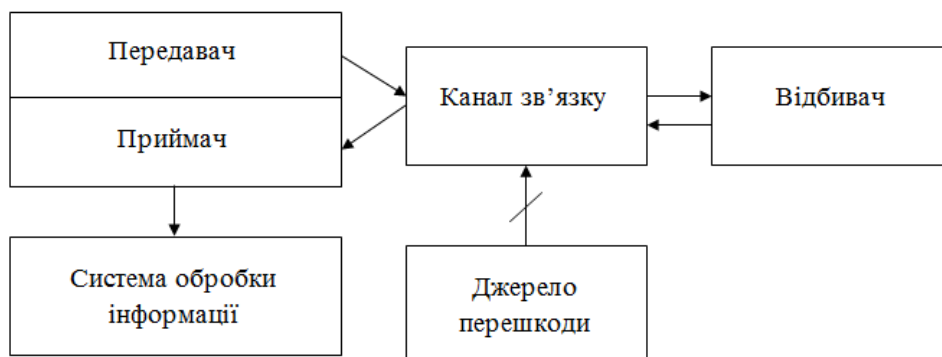 Передавач
Канал зв’язку
Відбивач
Приймач
Система обробки
інформації
Джерело
перешкоди